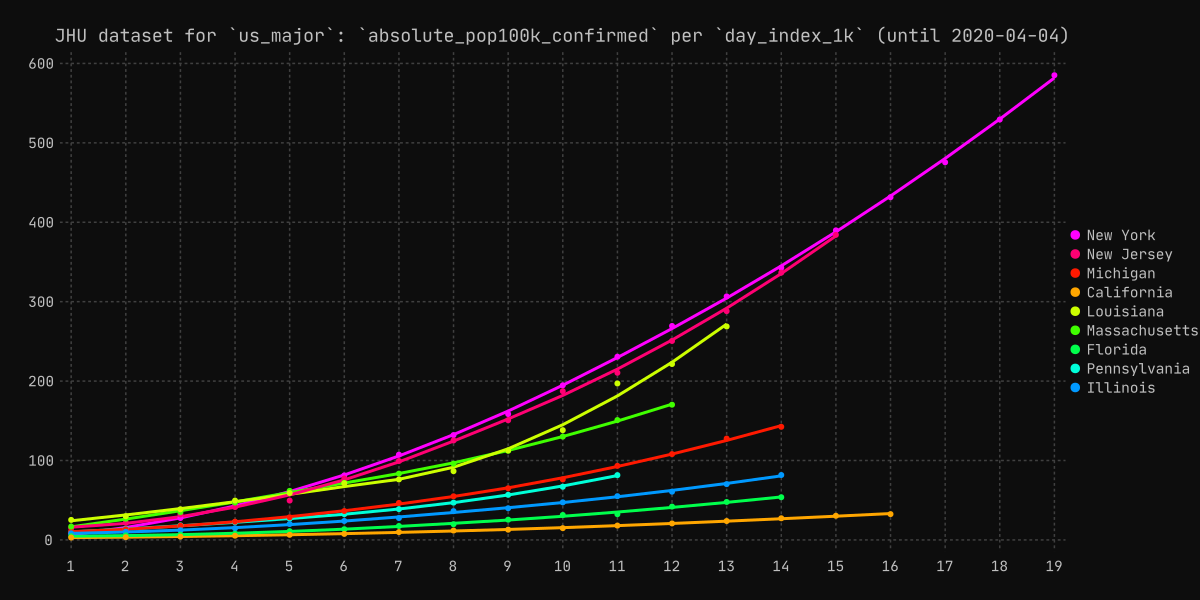 JHU dataset for `us_major`: `absolute_pop100k_confirmed` per `day_index_1k` (until 2020-04-04)
600
500
400
300
200
100
0
1 2 3 4 5 6 7 8 9 10 11 12 13 14 15 16 17 18 19
New York
New Jersey
Michigan
California
Louisiana
Massachusetts
Florida
Pennsylvania
Illinois